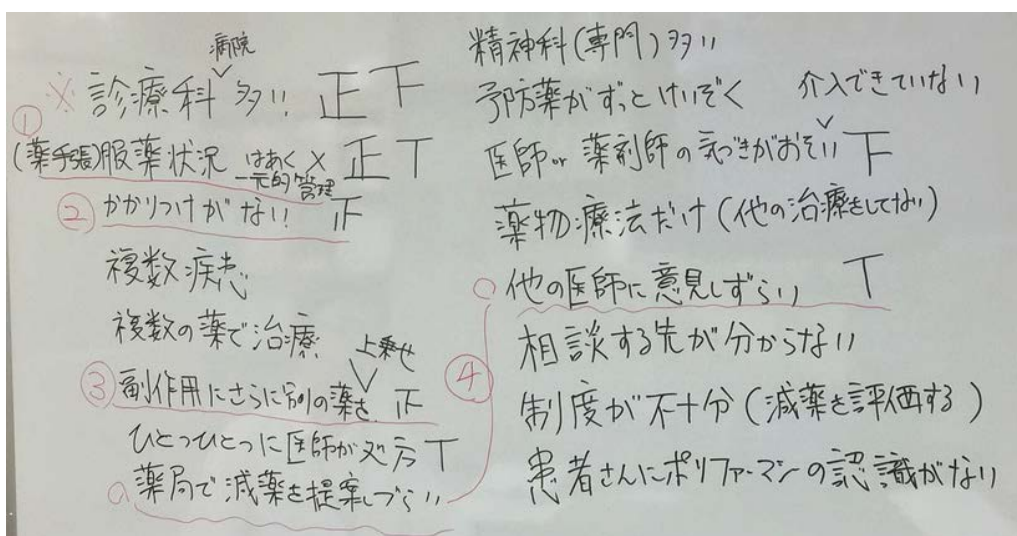 病院
① ※ 診療科 多い 正 下
(薬手張)服薬状況 はあく × 一元的管理 正 T
② かかりつけがない! 正
複数疾患
複数の薬で治療
上乗せ
③ 副作用にさらに別の薬を 正
ひとつひとつに医師が処方 T
薬局で減薬を提案しづらい
精神科(専門)多い
予防薬がずっとけいぞく 介入できていない
医師or薬剤師の気づきがおそい 下
薬物療法だけ(他の治療をしてない)
他の医師に意見しずらい T
④
相談する先が分からない
制度が不十分(減薬を評価する)
患者さんにポリファーマシーの認識がない